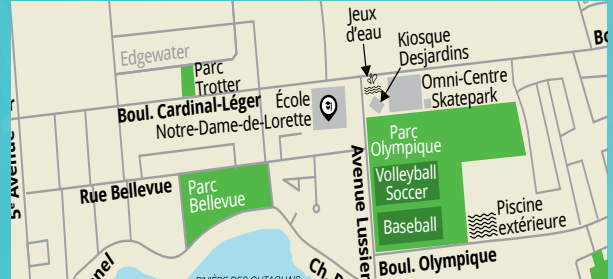 Jeux
d'eau
Kiosque
Desjardins
Edgewater
Parc
Trotter
Omni-Centre
Skatepark
Boul. Cardinal-Léger
École
Notre-Dame-de-Lorette
Parc
Olympique
5e Avenue
Avenue Lussier
Volleyball
Soccer
Rue Bellevue
Parc
Bellevue
Baseball
Piscine
extérieure
Boul. Olympique
Ch.